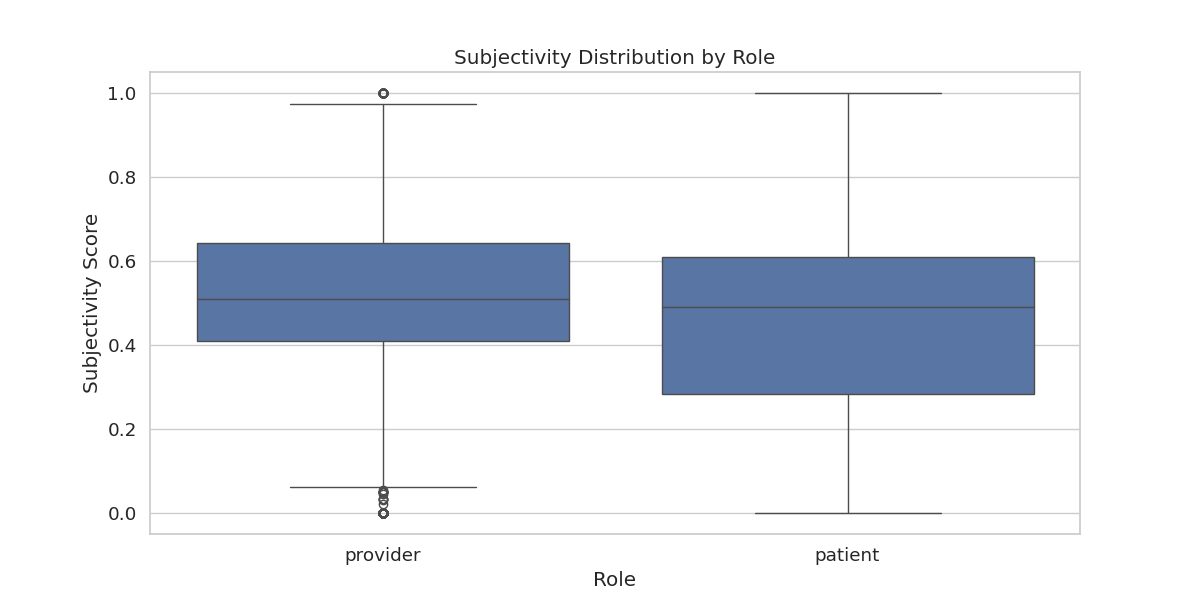 Subjectivity Distribution by Role
Subjectivity Score
1.0
0.8
0.6
0.4
0.2
0.0
provider
patient
Role